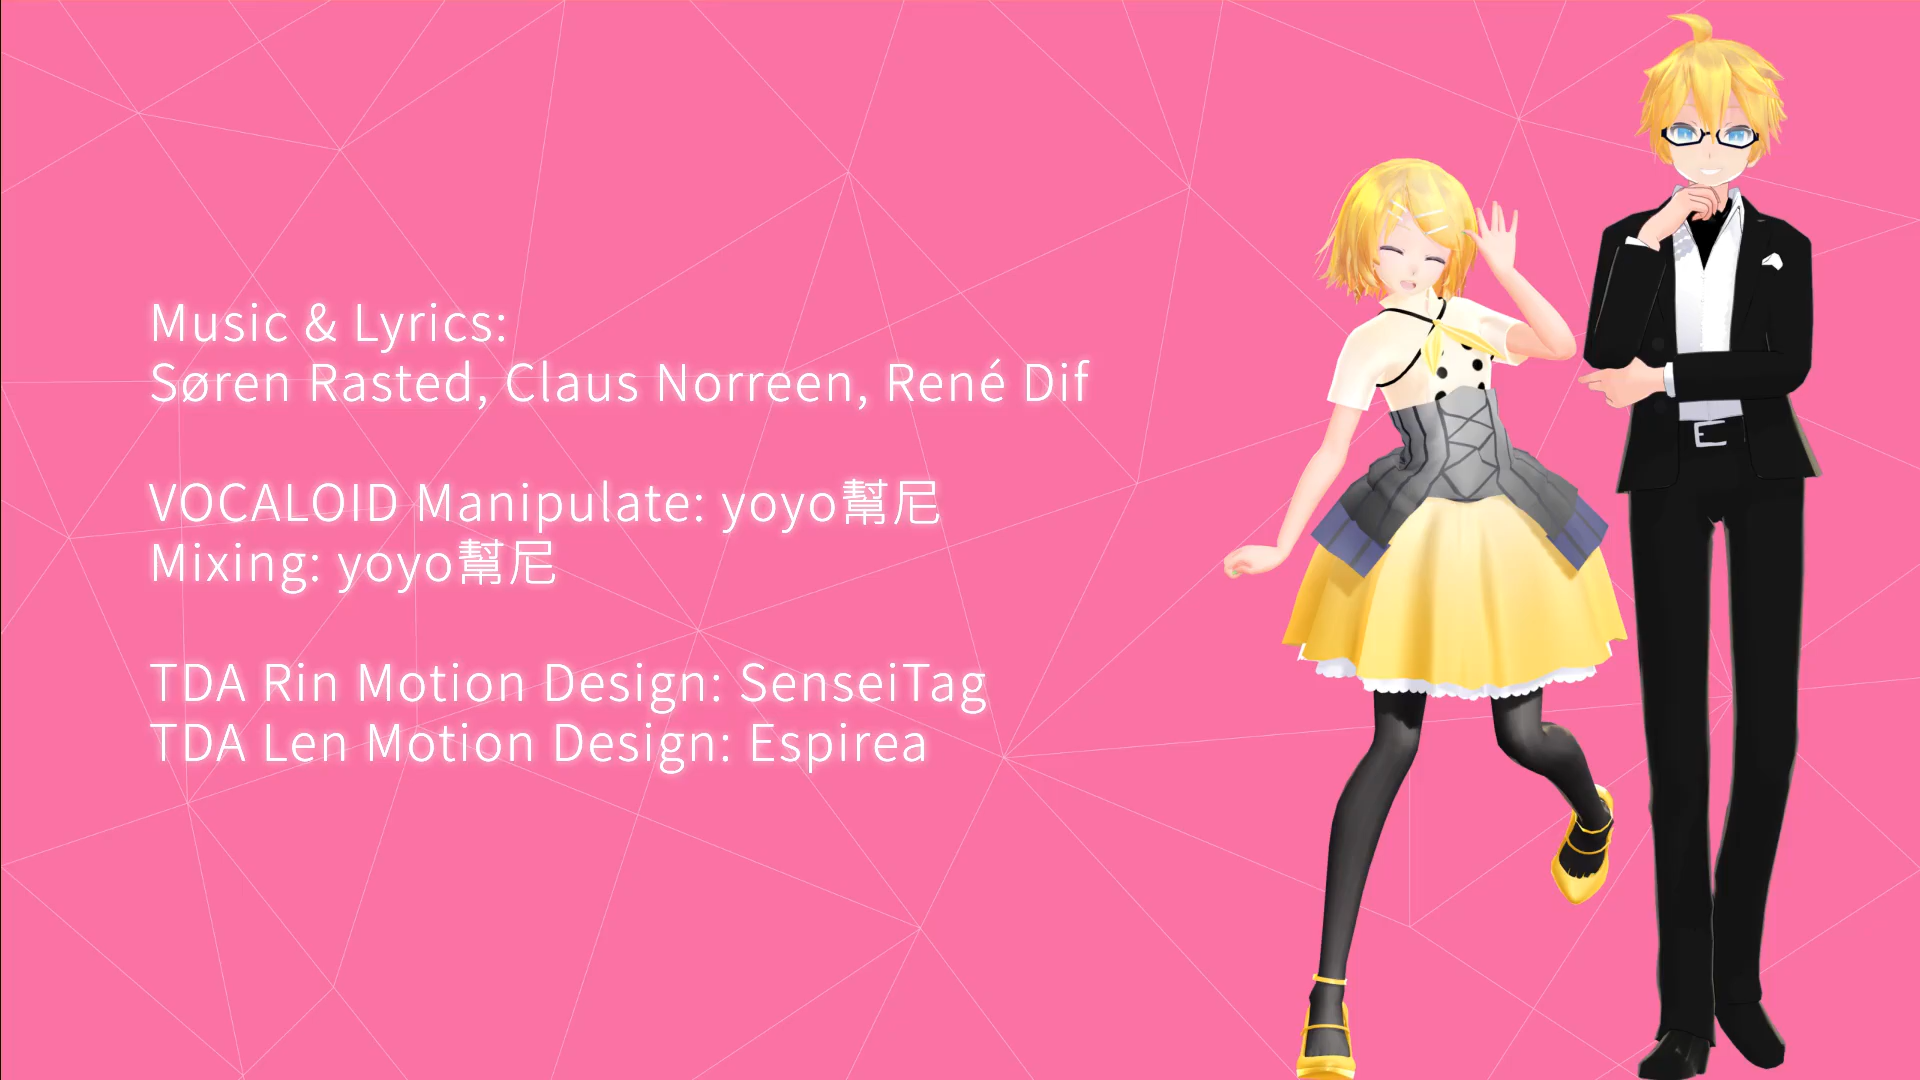 Music & Lyrics:
Søren Rasted, Claus Norreen, René Dif
VOCALOID Manipulate: yoyo幫尼
Mixing: yoyo幫尼
TDA Rin Motion Design: SenseiTag
TDA Len Motion Design: Espirea